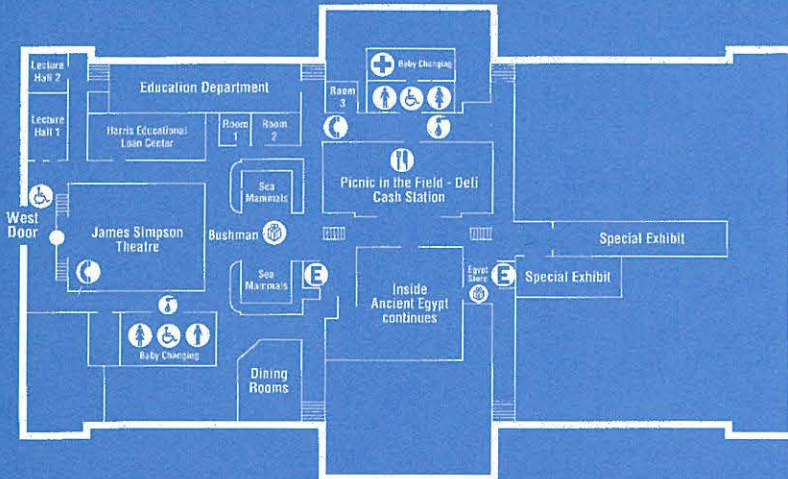 Lecture
Hall 2
Education Department
Baby Changing
Room
3
Lecture
Hall 1
Harris Educational
Loan Center
Room
1
Room
2
Picnic in the Field - Deli
Cash Station
Sea
Mammals
West
Door
James Simpson
Theatre
Bushman
Special Exhibit
Sea
Mammals
E
Inside
Ancient Egypt
continues
Egypt
Store
E
Special Exhibit
Baby Changing
Dining
Rooms